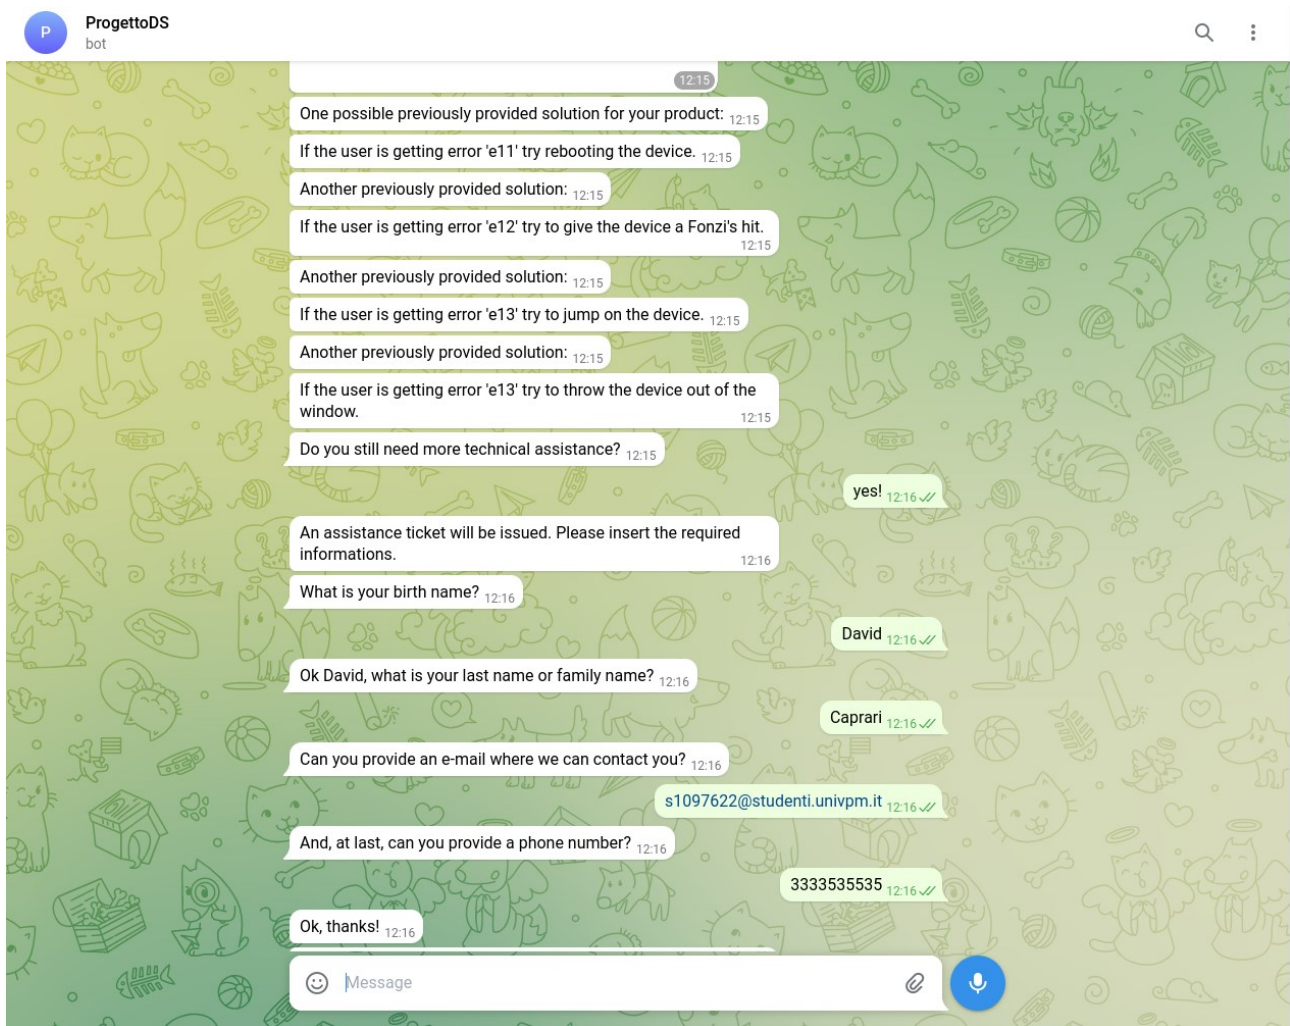 P
ProgettoDS
bot
12:15
One possible previously provided solution for your product: 12:15
If the user is getting error 'e11' try rebooting the device. 12:15
Another previously provided solution: 12:15
If the user is getting error 'e12' try to give the device a Fonzi's hit.
12:15
Another previously provided solution: 12:15
If the user is getting error 'e13' try to jump on the device. 12:15
Another previously provided solution: 12:15
If the user is getting error 'e13' try to throw the device out of the
window. 12:15
Do you still need more technical assistance? 12:15
yes! 12:16
An assistance ticket will be issued. Please insert the required
informations. 12:16
What is your birth name? 12:16
David 12:16
Ok David, what is your last name or family name? 12:16
Caprari 12:16
Can you provide an e-mail where we can contact you? 12:16
s1097622@studenti.univpm.it 12:16
And, at last, can you provide a phone number? 12:16
3333535535 12:16
Ok, thanks! 12:16
Message